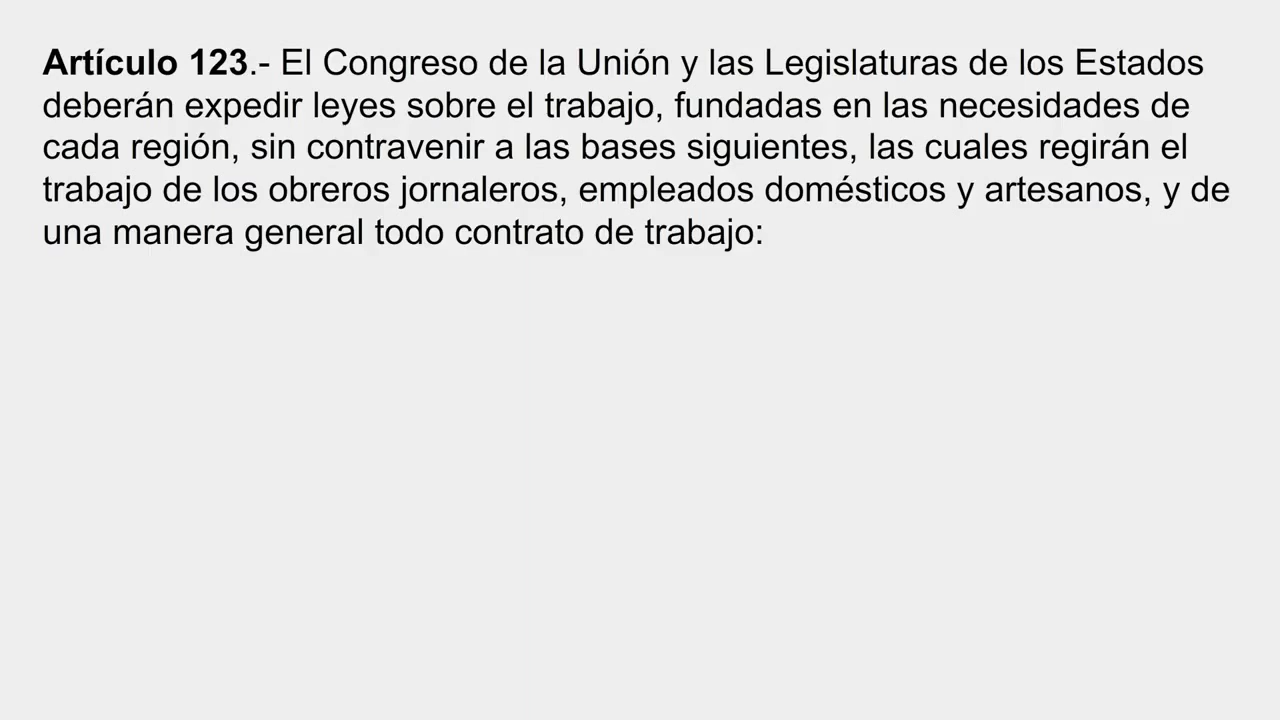 Artículo 123.- El Congreso de la Unión y las Legislaturas de los Estados
deberán expedir leyes sobre el trabajo, fundadas en las necesidades de
cada región, sin contravenir a las bases siguientes, las cuales regirán el
trabajo de los obreros jornaleros, empleados domésticos y artesanos, y de
una manera general todo contrato de trabajo: